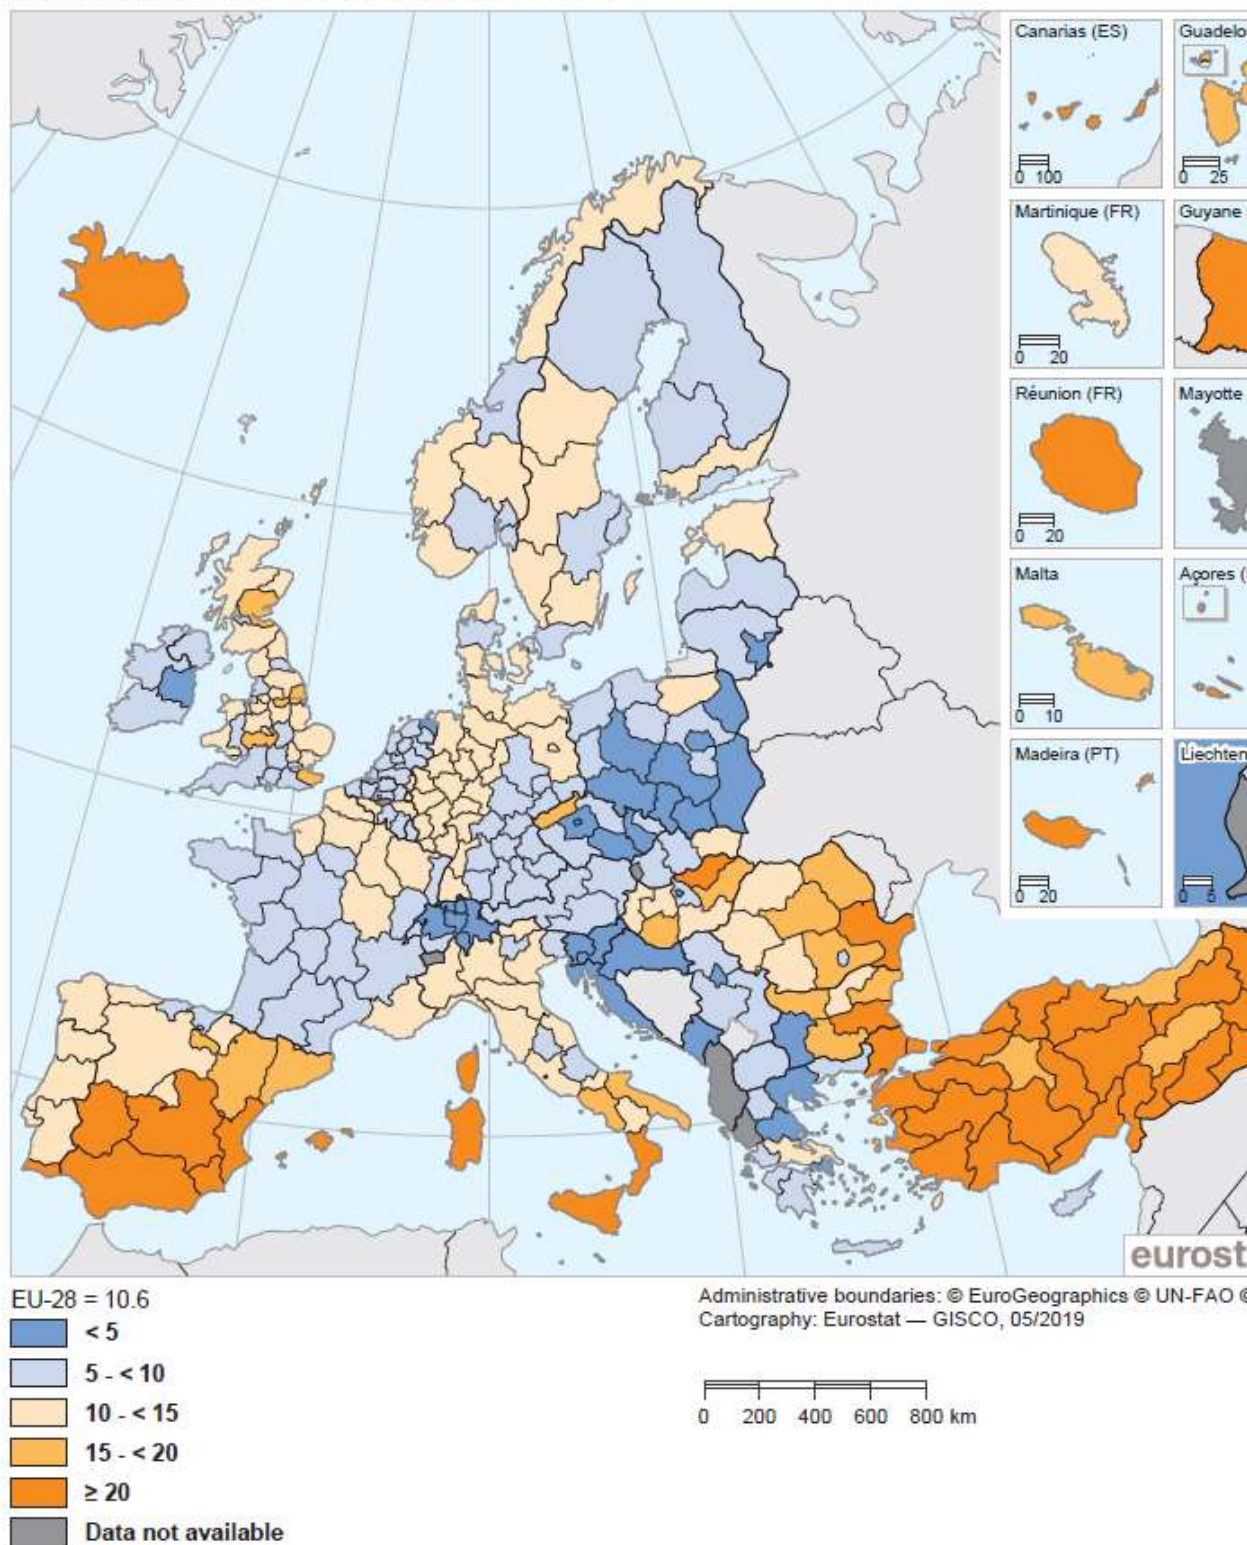 Canarias (ES)
0 100
Guadelo
0 25
Martinique (FR)
0 20
Guyane
Réunion (FR)
0 20
Mayotte
Malta
0 10
Açores (
Madeira (PT)
0 20
Liechten
0 5
eurost
EU-28 = 10.6
< 5
5 - < 10
10 - < 15
15 - < 20
≥ 20
Data not available
Administrative boundaries: © EuroGeographics © UN-FAO ©
Cartography: Eurostat — GISCO, 05/2019
0 200 400 600 800 km